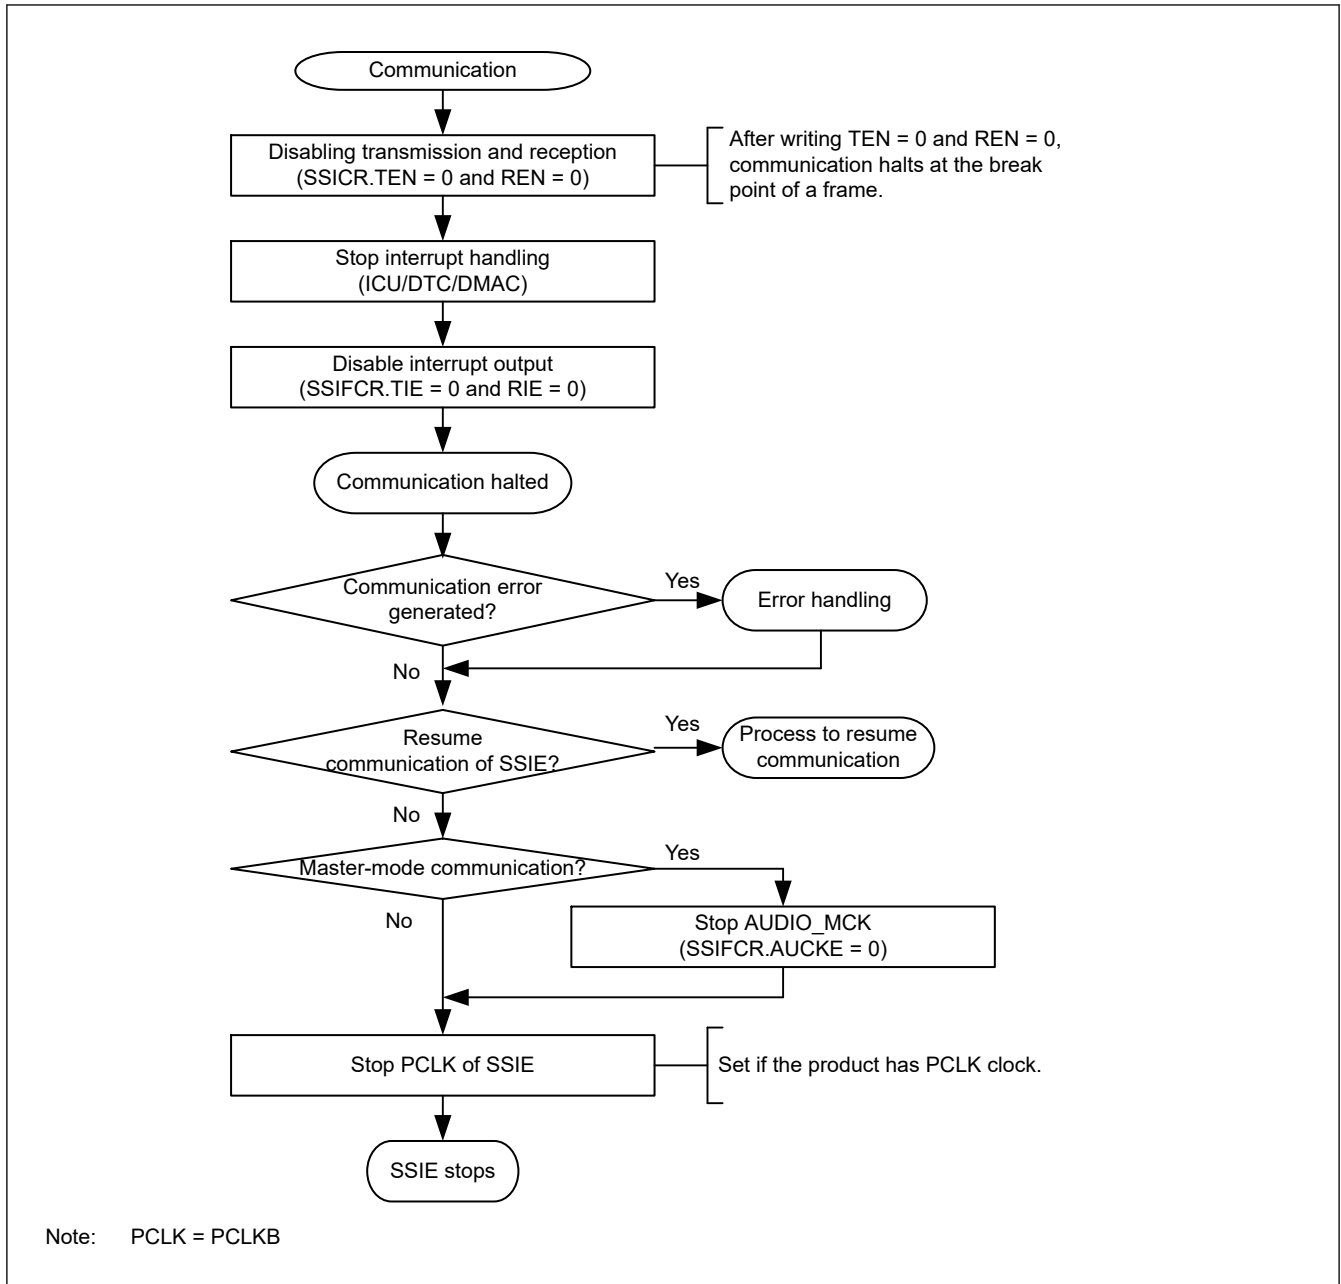 Communication
Disabling transmission and reception
(SSICR.TEN = 0 and REN = 0)
After writing TEN = 0 and REN = 0,
communication halts at the break
point of a frame.
Stop interrupt handling
(ICU/DTC/DMAC)
Disable interrupt output
(SSIFCR.TIE = 0 and RIE = 0)
Communication halted
Communication error
generated?
Yes
Error handling
No
Resume
communication of SSIE?
Yes
Process to resume
communication
No
Master-mode communication?
Yes
No
Stop AUDIO_MCK
(SSIFCR.AUCKE = 0)
Stop PCLK of SSIE
Set if the product has PCLK clock.
SSIE stops
Note: PCLK = PCLKB